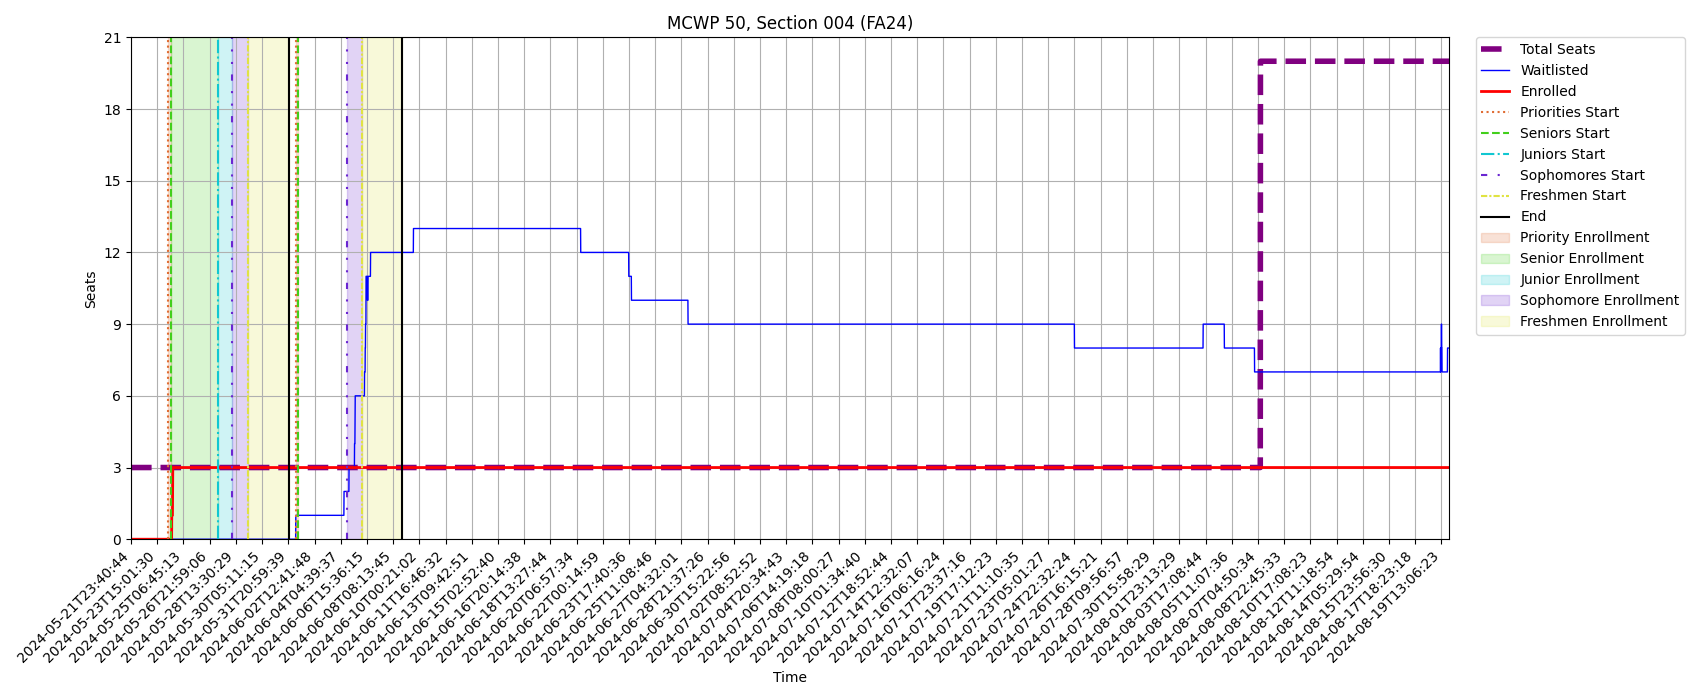 MCWP 50, Section 004 (FA24)
21
18
15
12
9
6
3
0
Seats
2024-05-21T23:40:44
2024-05-23T15:01:30
2024-05-25T06:45:13
2024-05-26T21:59:06
2024-05-28T13:30:29
2024-05-30T05:11:15
2024-05-31T20:59:39
2024-06-02T12:41:48
2024-06-04T04:39:37
2024-06-06T15:36:15
2024-06-08T08:13:45
2024-06-10T00:21:02
2024-06-11T16:46:32
2024-06-13T09:42:51
2024-06-15T02:52:40
2024-06-16T20:14:38
2024-06-18T13:27:44
2024-06-20T06:57:34
2024-06-22T00:14:59
2024-06-23T17:40:36
2024-06-25T11:08:46
2024-06-27T04:32:01
2024-06-28T21:37:26
2024-06-30T15:22:56
2024-07-02T08:52:52
2024-07-04T20:34:43
2024-07-06T14:19:18
2024-07-08T08:00:27
2024-07-10T01:34:40
2024-07-12T18:52:44
2024-07-14T12:32:07
2024-07-16T06:16:24
2024-07-17T23:37:16
2024-07-19T17:12:23
2024-07-21T11:10:35
2024-07-23T05:01:27
2024-07-24T22:32:24
2024-07-26T16:15:21
2024-07-28T09:56:57
2024-07-30T15:58:29
2024-08-01T23:13:29
2024-08-03T17:08:44
2024-08-05T11:07:36
2024-08-07T04:50:34
2024-08-08T22:45:33
2024-08-10T17:08:23
2024-08-12T11:18:54
2024-08-14T05:29:54
2024-08-15T23:56:30
2024-08-17T18:23:18
2024-08-19T13:06:23
Time
Total Seats
Waitlisted
Enrolled
Priorities Start
Seniors Start
Juniors Start
Sophomores Start
Freshmen Start
End
Priority Enrollment
Senior Enrollment
Junior Enrollment
Sophomore Enrollment
Freshmen Enrollment